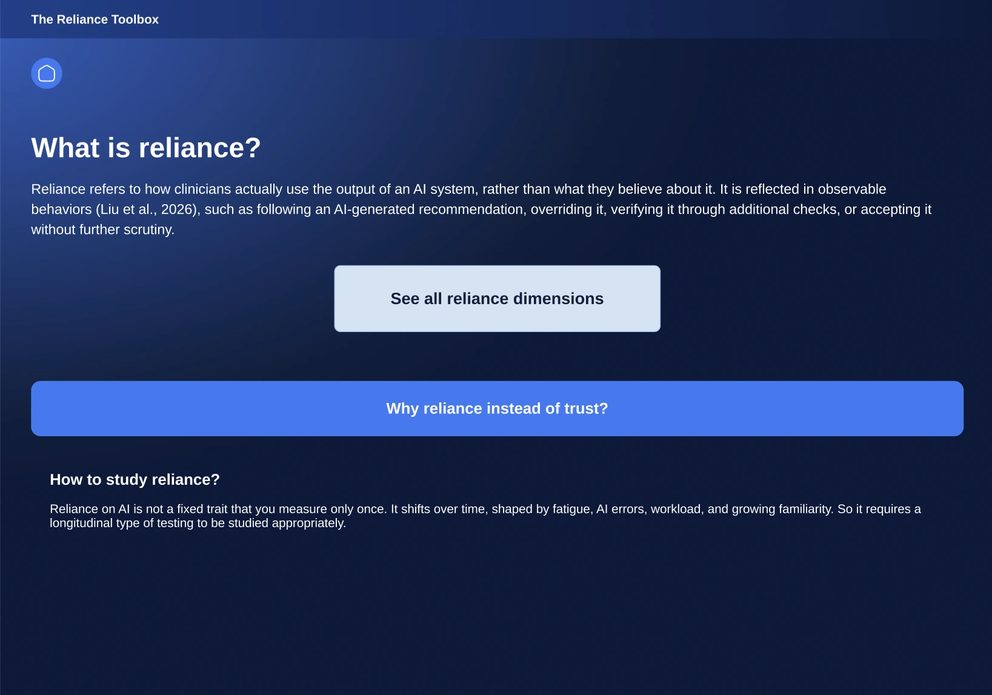 The Reliance Toolbox
What is reliance?
Reliance refers to how clinicians actually use the output of an AI system, rather than what they believe about it. It is reflected in observable
behaviors (Liu et al., 2026), such as following an AI-generated recommendation, overriding it, verifying it through additional checks, or accepting it
without further scrutiny.
See all reliance dimensions
Why reliance instead of trust?
How to study reliance?
Reliance on AI is not a fixed trait that you measure only once. It shifts over time, shaped by fatigue, AI errors, workload, and growing familiarity. So it requires a
longitudinal type of testing to be studied appropriately.